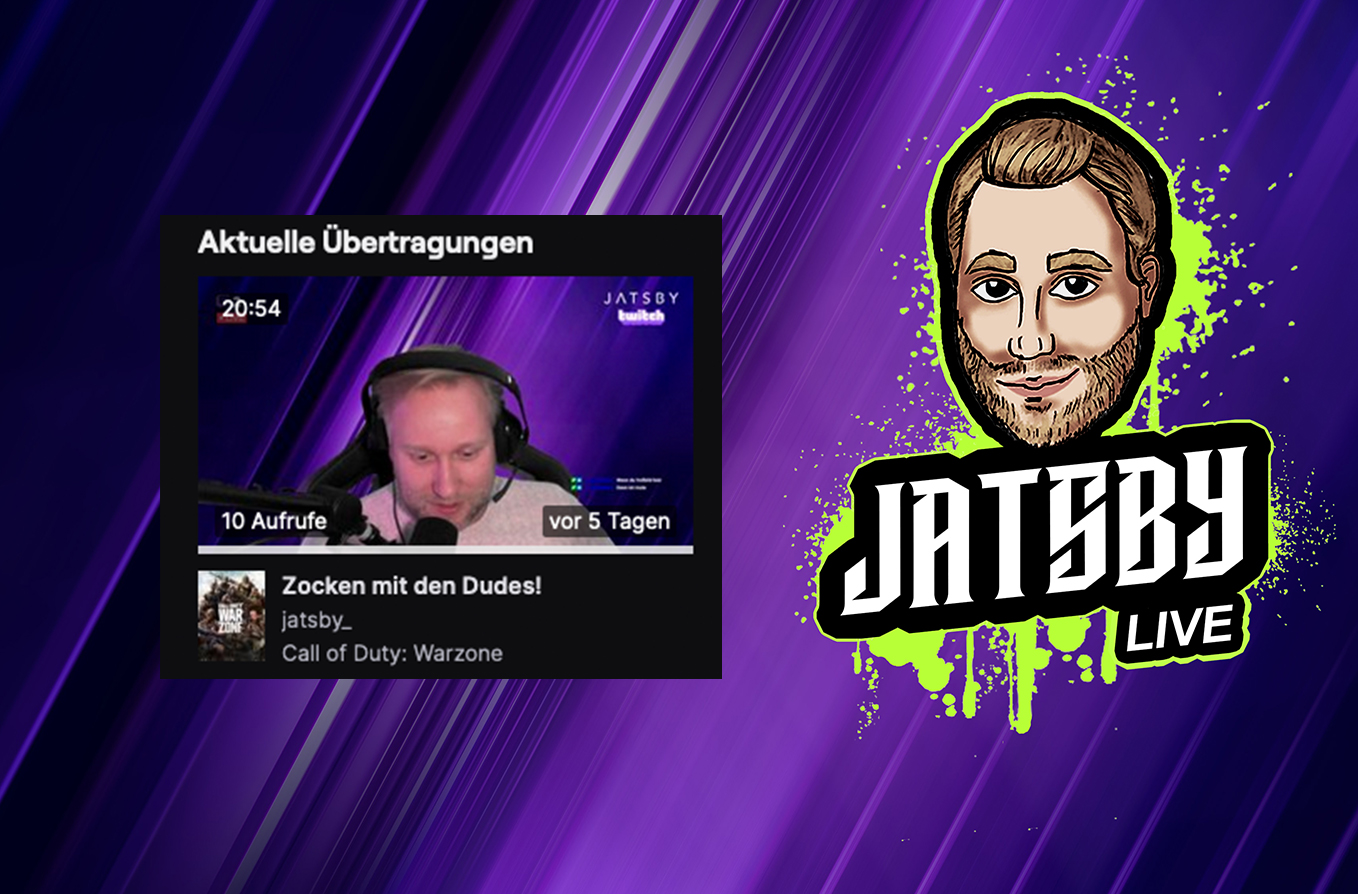 Aktuelle Übertragungen
20:54
JATSBY
twitch
10 Aufrufe
vor 5 Tagen
Zocken mit den Dudes!
jatsby_
Call of Duty: Warzone
WAR
ZONE
JATSBY
LIVE